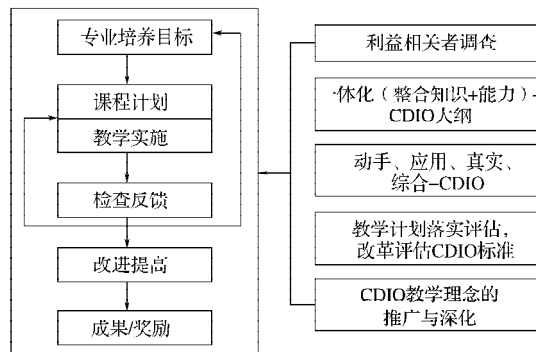 专业培养目标
课程计划
教学实施
检查反馈
改进提高
成果/奖励
利益相关者调查
一体化（整合知识+能力）-
CDIO大纲
动手、应用、真实、
综合-CDIO
教学计划落实评估，
改革评估CDIO标准
CDIO教学理念的
推广与深化